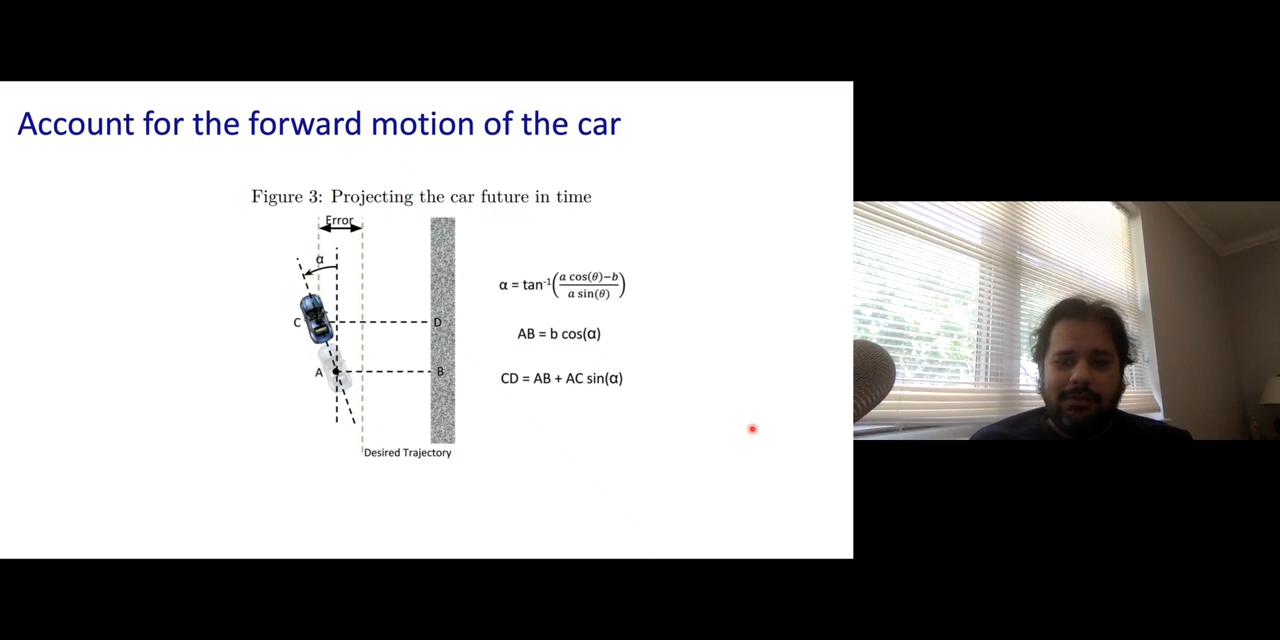 Account for the forward motion of the car
Figure 3: Projecting the car future in time
Error
α
C
D
A
B
Desired Trajectory
α = tan⁻¹(a cos(θ)−b / a sin(θ))
AB = b cos(α)
CD = AB + AC sin(α)